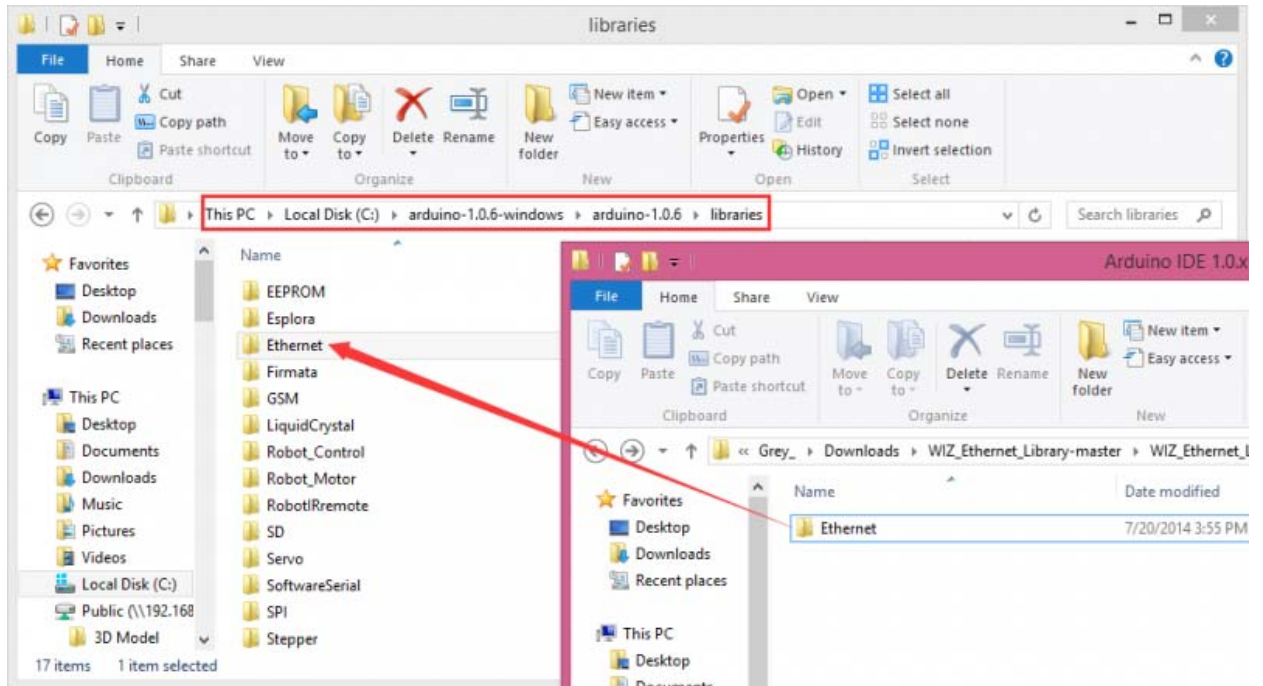 libraries
File Home Share View
Copy Paste Cut Copy path Paste shortcut Move to Copy to Delete Rename New folder New item Easy access Properties Open Edit History Select all Select none Invert selection
Clipboard Organize New Open Select
This PC Local Disk (C:) arduino-1.0.6-windows arduino-1.0.6 libraries Search libraries
Favorites
Desktop
Downloads
Recent places
This PC
Desktop
Documents
Downloads
Music
Pictures
Videos
Local Disk (C:)
Public (\\192.168
3D Model
17 items 1 item selected
Name
EEPROM
Esplora
Ethernet
Firmata
GSM
LiquidCrystal
Robot_Control
Robot_Motor
RobotIRremote
SD
Servo
SoftwareSerial
SPI
Stepper
Arduino IDE 1.0.x
File Home Share View
Copy Paste Cut Copy path Paste shortcut Move to Copy to Delete Rename New folder New item Easy access
Clipboard Organize New
« Grey_ Downloads WIZ_Ethernet_Library-master WIZ_Ethernet_L
Favorites
Desktop
Downloads
Recent places
This PC
Desktop
Documents
Name Date modified
Ethernet 7/20/2014 3:55 PM